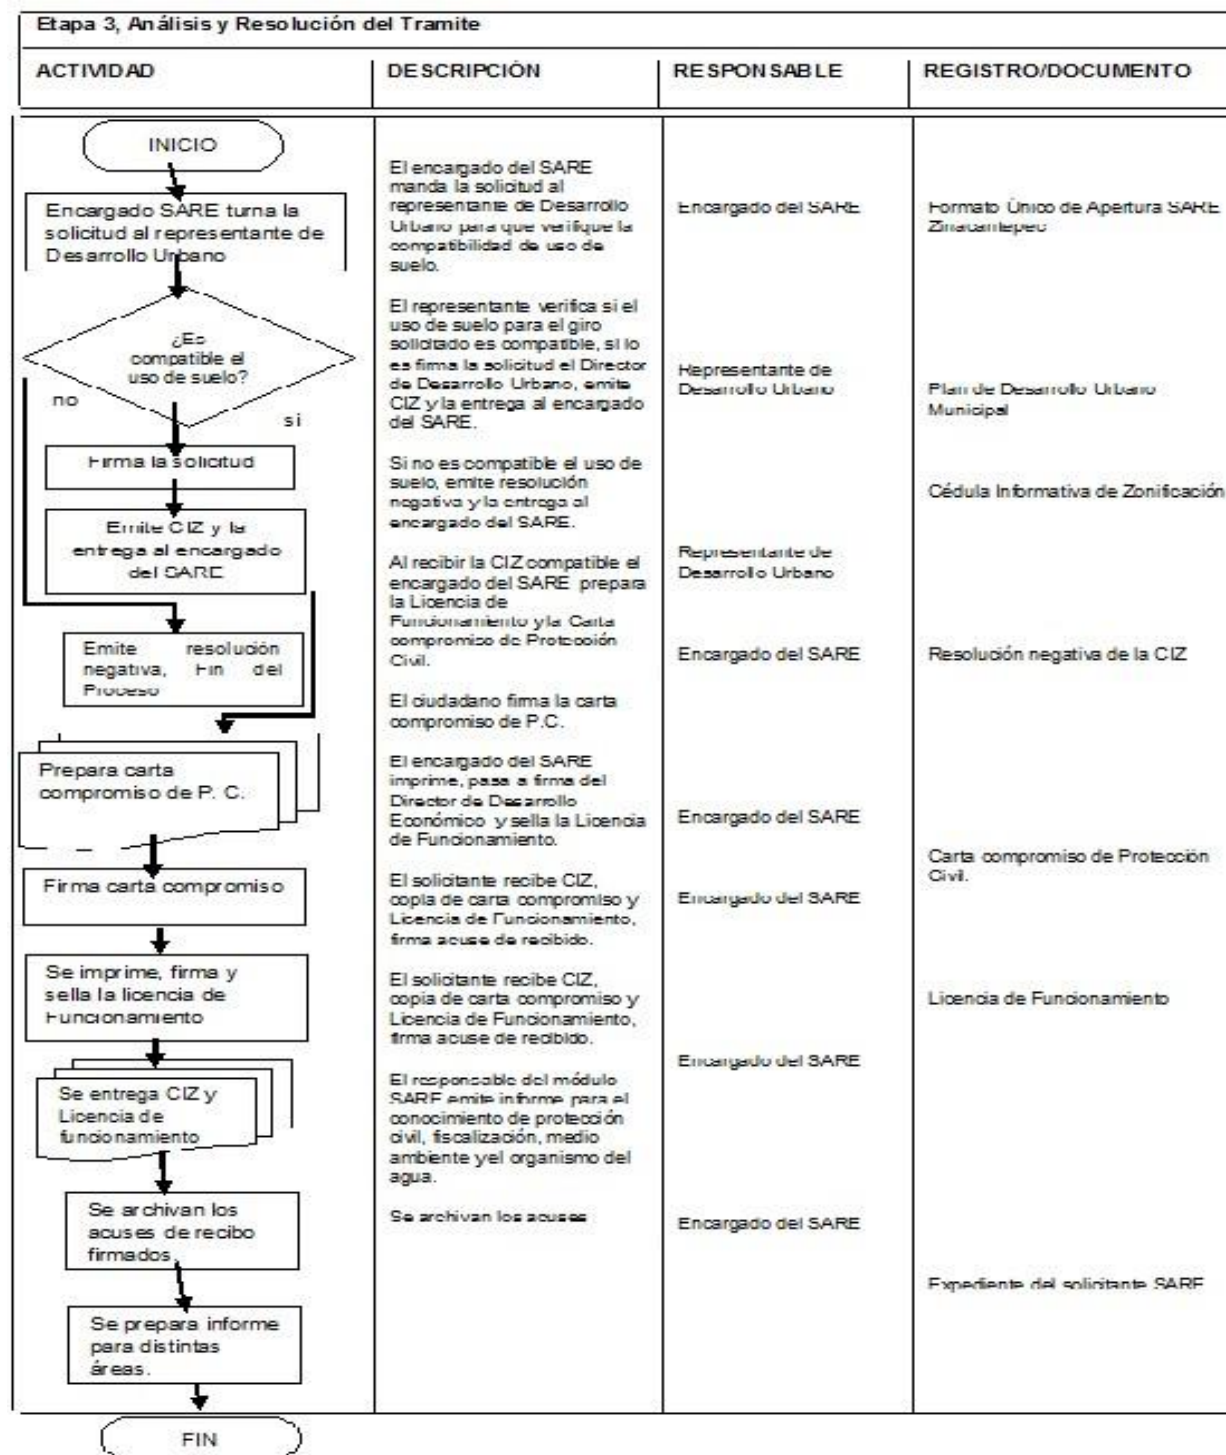 Etapa 3, Análisis y Resolución del Tramite
ACTIVIDAD
DESCRIPCIÓN
RESPONSABLE
REGISTRO/DOCUMENTO
INICIO
Encargado SARE turna la
solicitud al representante de
Desarrollo Urbano
¿Es
compatible el
uso de suelo?
no
si
Firma la solicitud
Emite CIZ y la
entrega al encargado
del SARE
Emite resolución
negativa, Fin del
Proceso
Prepara carta
compromiso de P. C.
Firma carta compromiso
Se imprime, firma y
sella la licencia de
Funcionamiento
Se entrega CIZ y
Licencia de
funcionamiento
Se archivan los
acuses de recibo
firmados.
Se prepara informe
para distintas
áreas.
FIN
El encargado del SARE
manda la solicitud al
representante de Desarrollo
Urbano para que verifique la
compatibilidad de uso de
suelo.
El representante verifica si el
uso de suelo para el giro
solicitado es compatible, si lo
es firma la solicitud el Director
de Desarrollo Urbano, emite
CIZ y la entrega al encargado
del SARE.
Si no es compatible el uso de
suelo, emite resolución
negativa y la entrega al
encargado del SARE.
Al recibir la CIZ compatible el
encargado del SARE prepara
la Licencia de
Funcionamiento y la Carta
compromiso de Protección
Civil.
El ciudadano firma la carta
compromiso de P.C.
El encargado del SARE
imprime, pasa a firma del
Director de Desarrollo
Económico y sella la Licencia
de Funcionamiento.
El solicitante recibe CIZ,
copia de carta compromiso y
Licencia de Funcionamiento,
firma acuse de recibido.
El solicitante recibe CIZ,
copia de carta compromiso y
Licencia de Funcionamiento,
firma acuse de recibido.
El responsable del módulo
SARE emite informe para el
conocimiento de protección
civil, fiscalización, medio
ambiente y el organismo del
agua.
Se archivan los acuses
Encargado del SARE
Representante de
Desarrollo Urbano
Representante de
Desarrollo Urbano
Encargado del SARE
Encargado del SARE
Encargado del SARE
Encargado del SARE
Encargado del SARE
Formato Único de Apertura SARE
Zinacantepec
Plan de Desarrollo Urbano
Municipal
Cédula Informativa de Zonificación
Resolución negativa de la CIZ
Carta compromiso de Protección
Civil.
Licencia de Funcionamiento
Expediente del solicitante SARE